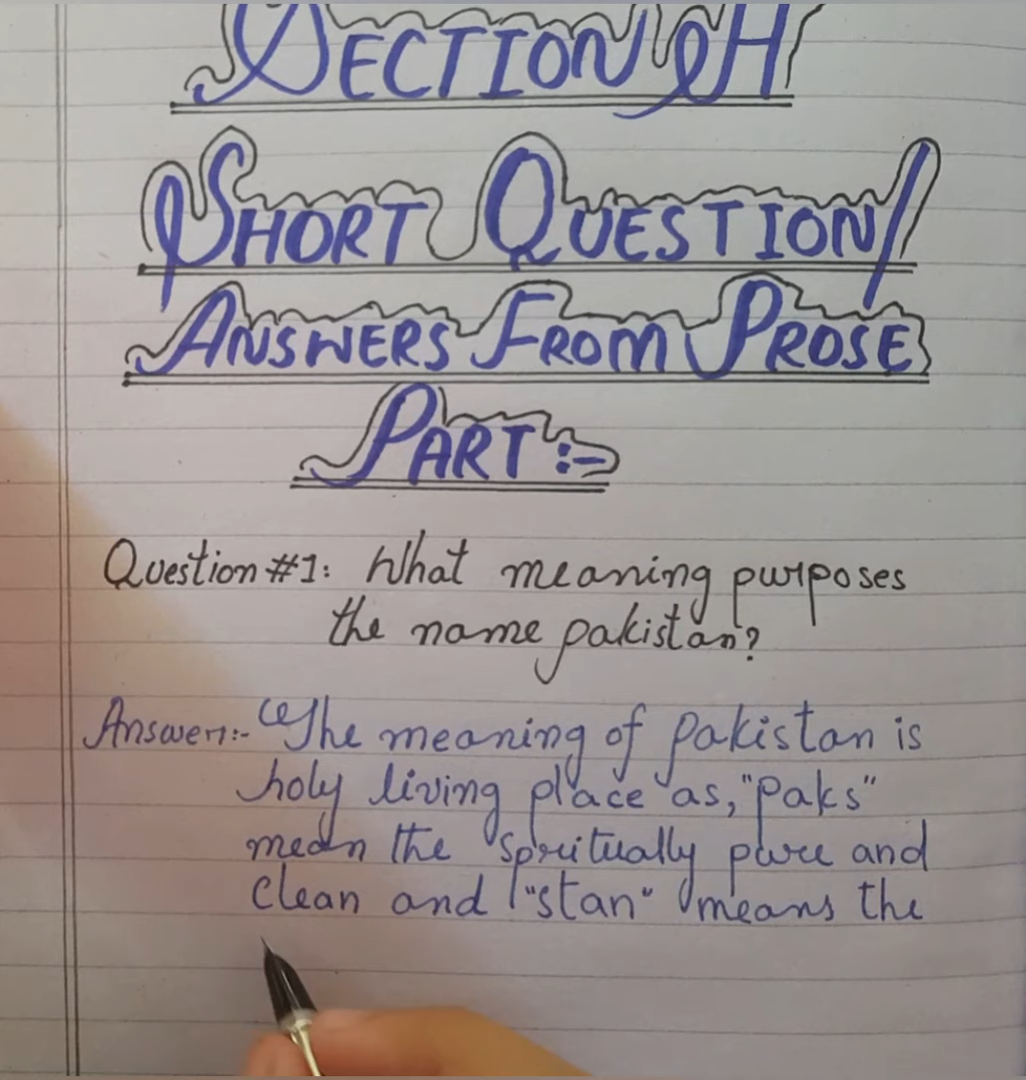 SECTION
SHORT QUESTION/
ANSWERS FROM PROSE
PART :-
Question #1: What meaning purposes
the name pakistan?
Answer:- "The meaning of pakistan is
holy living place as, "paks"
mean the spritually pure and
clean and "stan" means the